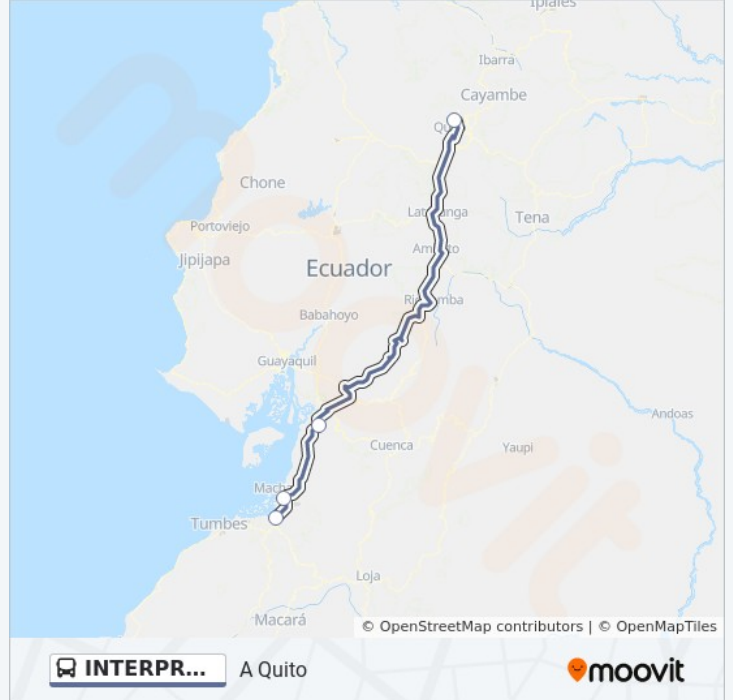 Ipiales
Ibarra
Cayambe
Chone
Tena
Portoviejo
Jipijapa
Ecuador
Babahoyo
Guayaquil
Andoas
Cuenca
Yaupi
Tumbes
Loja
Macará
© OpenStreetMap contributors | © OpenMapTiles
INTERPR...
A Quito
moovit